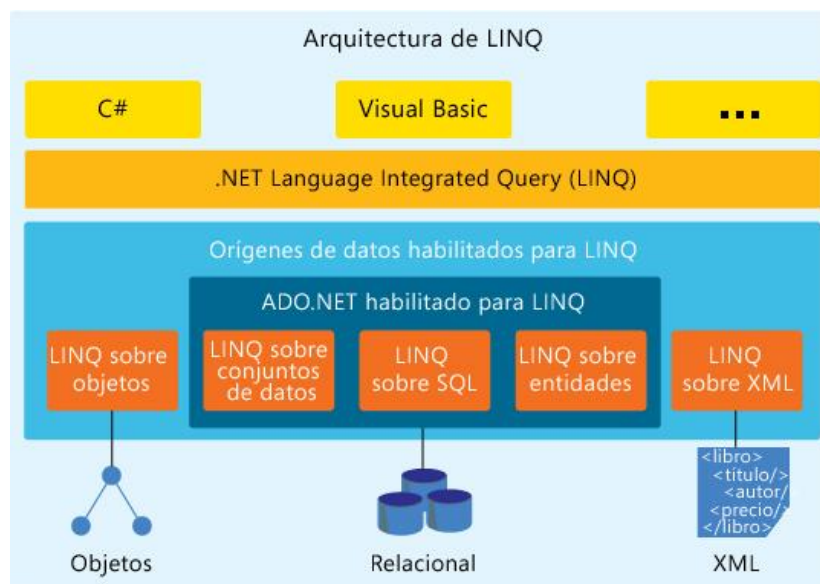 Arquitectura de LINQ
C#
Visual Basic
...
.NET Language Integrated Query (LINQ)
Orígenes de datos habilitados para LINQ
ADO.NET habilitado para LINQ
LINQ sobre
objetos
LINQ sobre
conjuntos
de datos
LINQ
sobre SQL
LINQ sobre
entidades
LINQ
sobre XML
<libro>
<título/>
<autor/
<precio/>
</libro>
Objetos
Relacional
XML